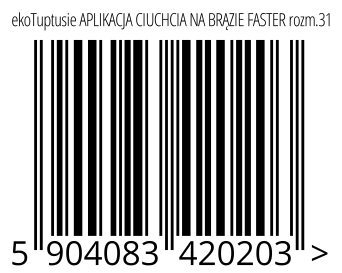 ekoTuptusie APLIKACJA CIUCHCIA NA BRĄZIE FASTER rozm.31
5 904083 420203 >